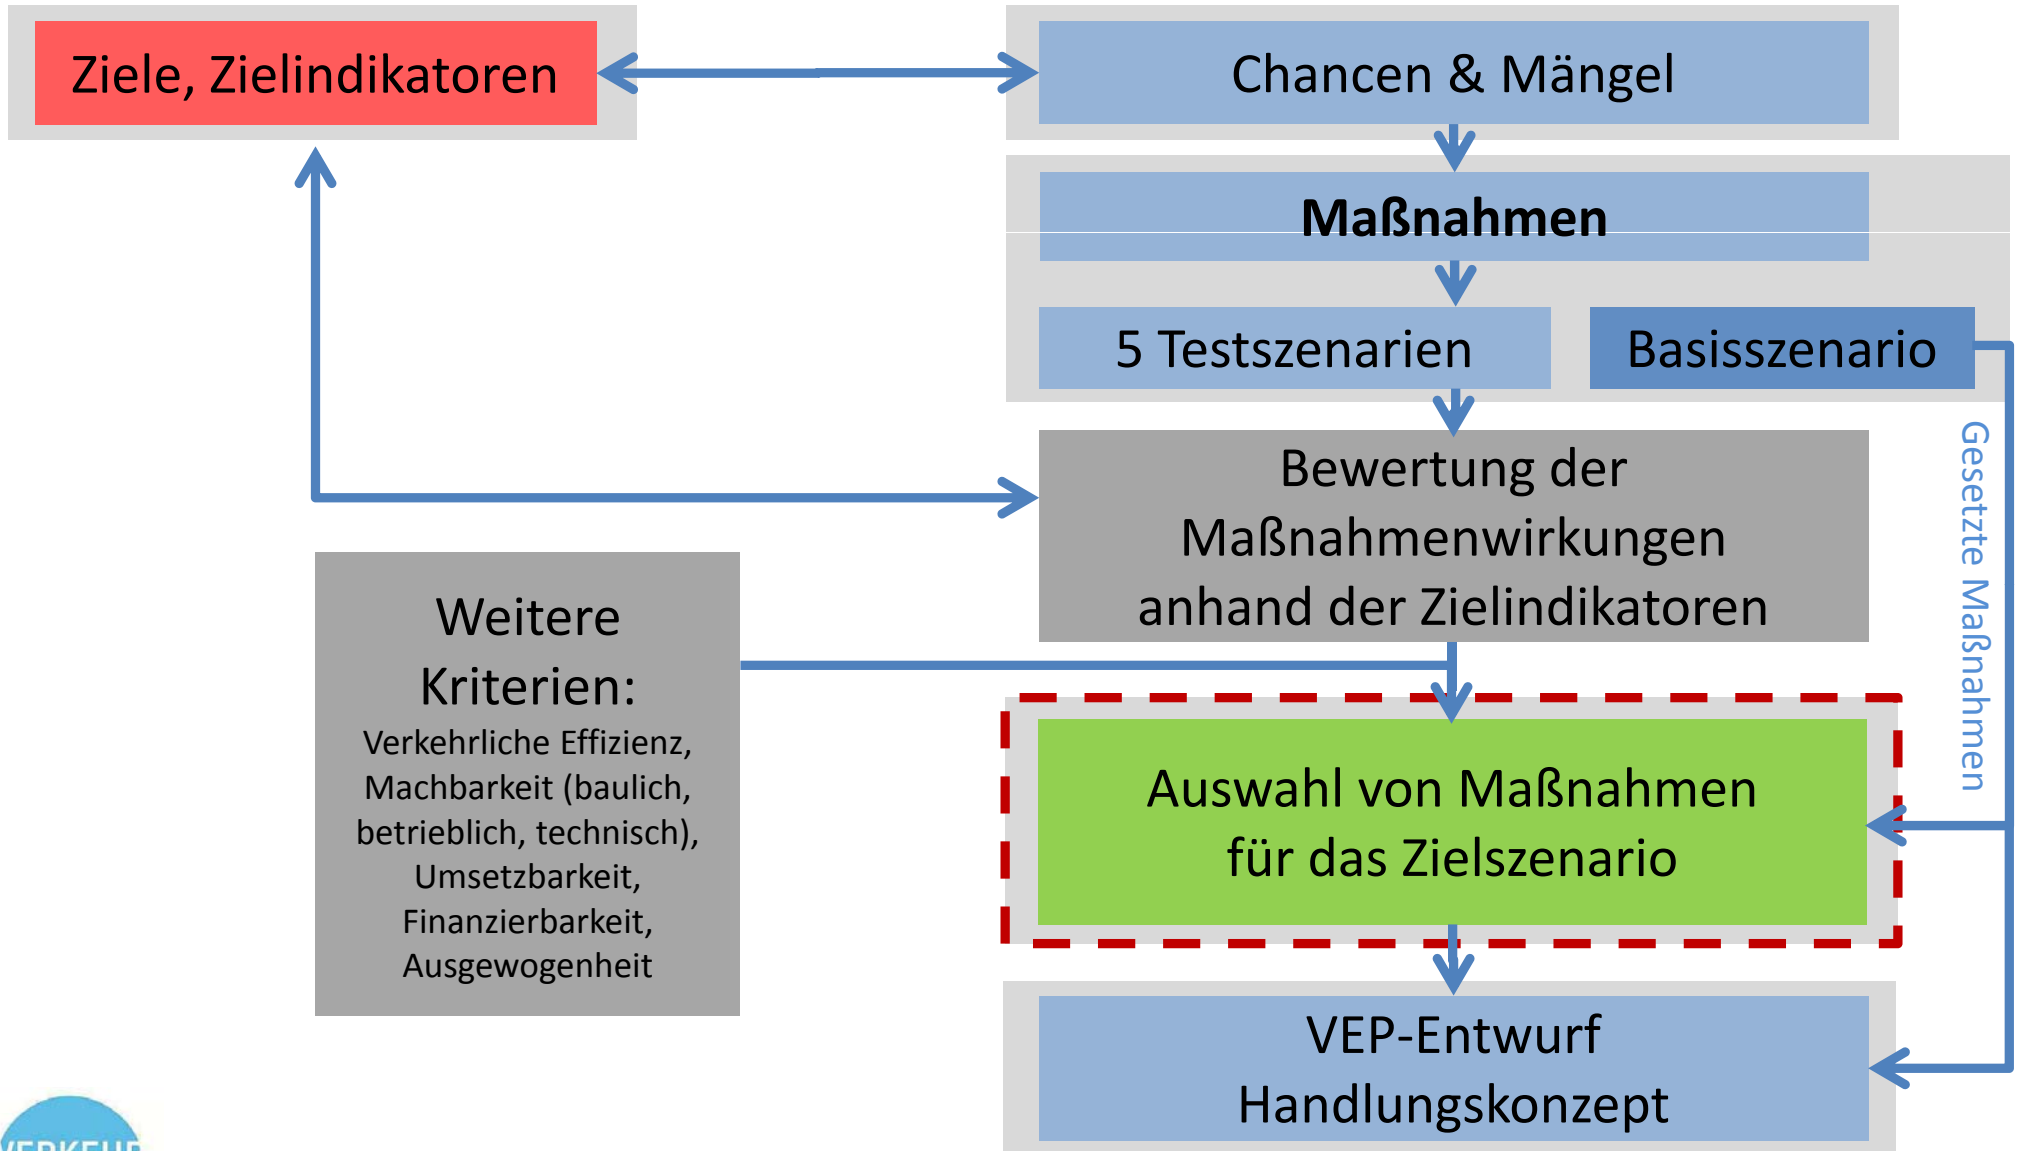 Ziele, Zielindikatoren
Chancen & Mängel
Maßnahmen
5 Testszenarien
Basisszenario
Gesetzte Maßnahmen
Bewertung der
Maßnahmenwirkungen
anhand der Zielindikatoren
Weitere
Kriterien:
Verkehrliche Effizienz,
Machbarkeit (baulich,
betrieblich, technisch),
Umsetzbarkeit,
Finanzierbarkeit,
Ausgewogenheit
Auswahl von Maßnahmen
für das Zielszenario
VEP-Entwurf
Handlungskonzept